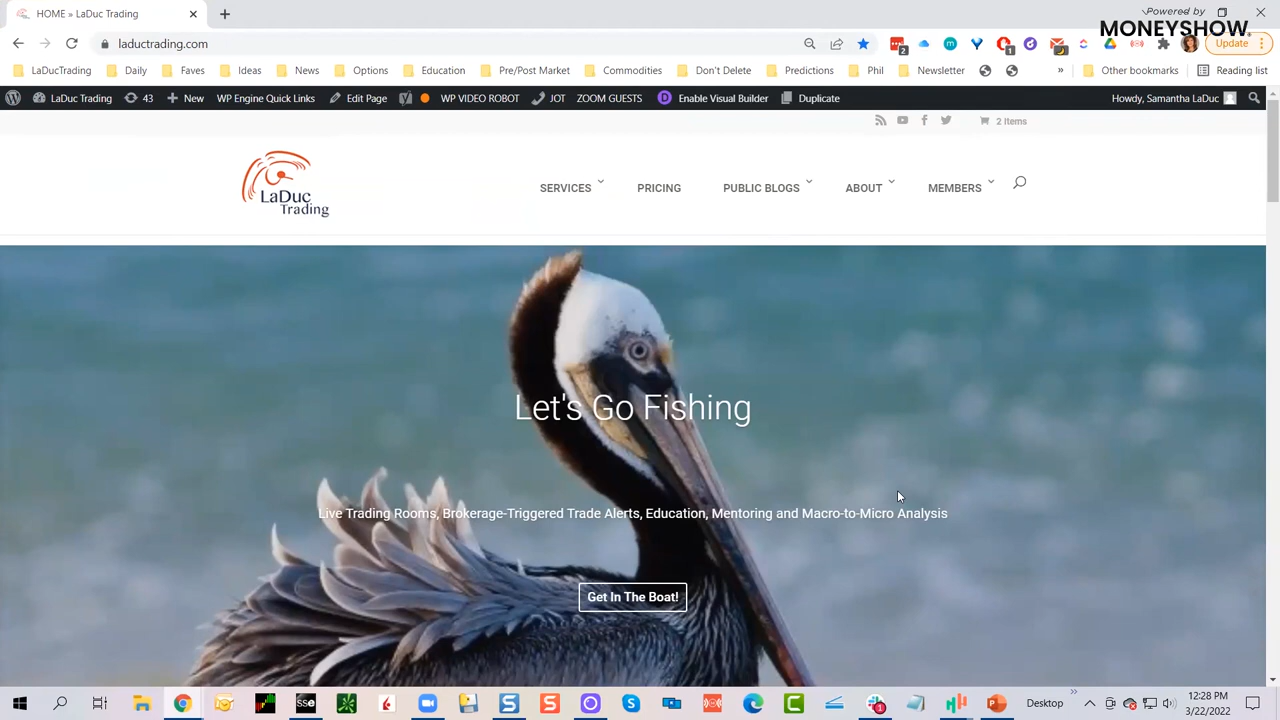 Powered by
MONEYSHOW
HOME » LaDuc Trading
laductrading.com
2
1
Update
LaDucTrading
Daily
Faves
Ideas
News
Options
Education
Pre/Post Market
Commodities
Don't Delete
Predictions
Phil
Newsletter
»
Other bookmarks
Reading list
LaDuc Trading
43
New
WP Engine Quick Links
Edit Page
WP VIDEO ROBOT
JOT
ZOOM GUESTS
Enable Visual Builder
Duplicate
Howdy, Samantha LaDuc
2 Items
LaDuc
Trading
SERVICES
PRICING
PUBLIC BLOGS
ABOUT
MEMBERS
Let's Go Fishing
Live Trading Rooms, Brokerage-Triggered Trade Alerts, Education, Mentoring and Macro-to-Micro Analysis
Get In The Boat!
Desktop
12:28 PM
3/22/2022